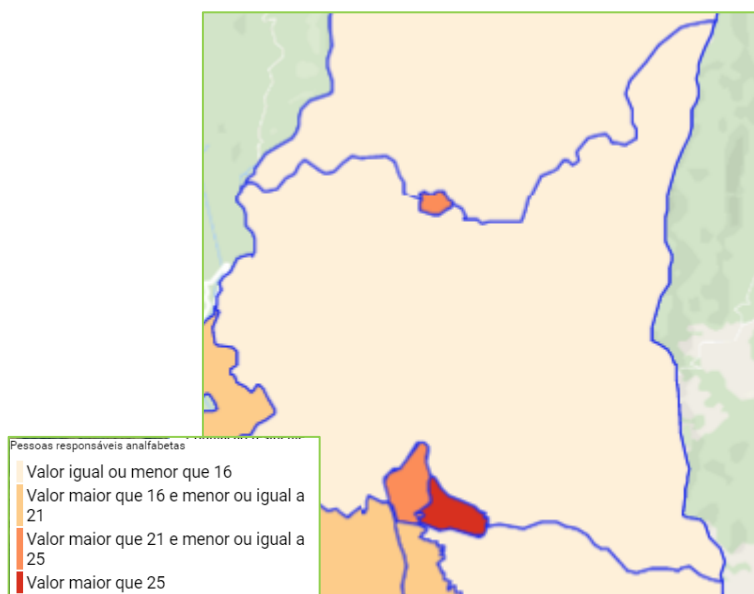 Pessoas responsáveis analfabetas
Valor igual ou menor que 16
Valor maior que 16 e menor ou igual a
21
Valor maior que 21 e menor ou igual a
25
Valor maior que 25